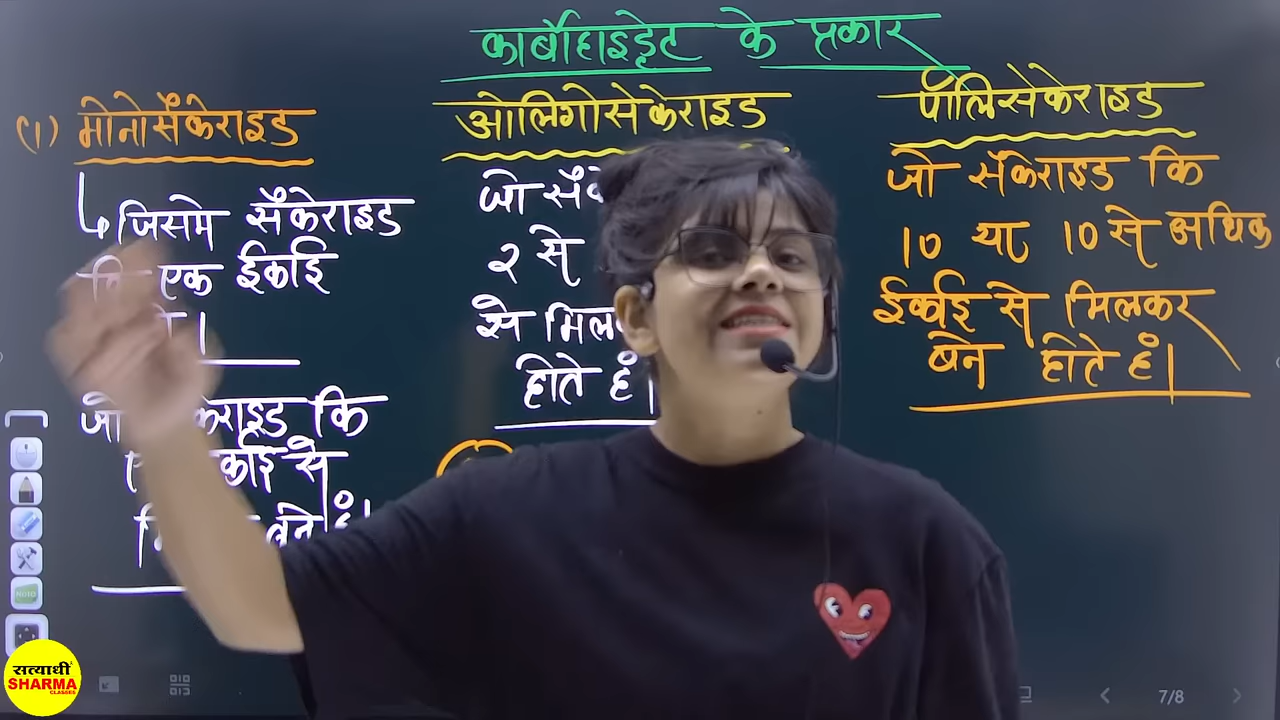 कार्बोहाइड्रेट के प्रकार
(1) मोनोसैकेराइड
जिसमे सैकेराइड
एक ईकाई
जो
कि
से
ओलिगोसेकेराइड
2 से
से
होते हैं।
पॉलिसेकेराइड
जो सैकेराइड कि
10 या 10 से अधिक
ईकाई से मिलकर
बने होते हैं।
सत्यार्थी
SHARMA
CLASSES
7/8